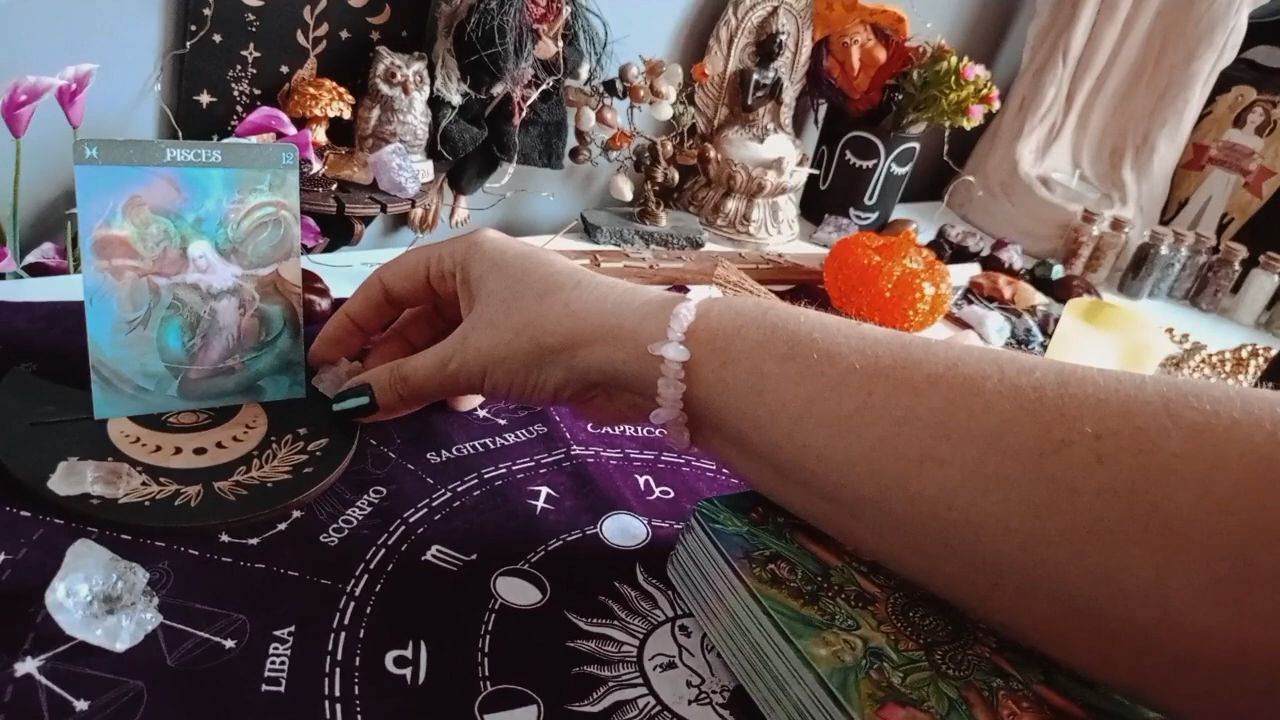 ♓ PISCES 12
SAGITTARIUS
CAPRICO
SCORPIO
LIBRA